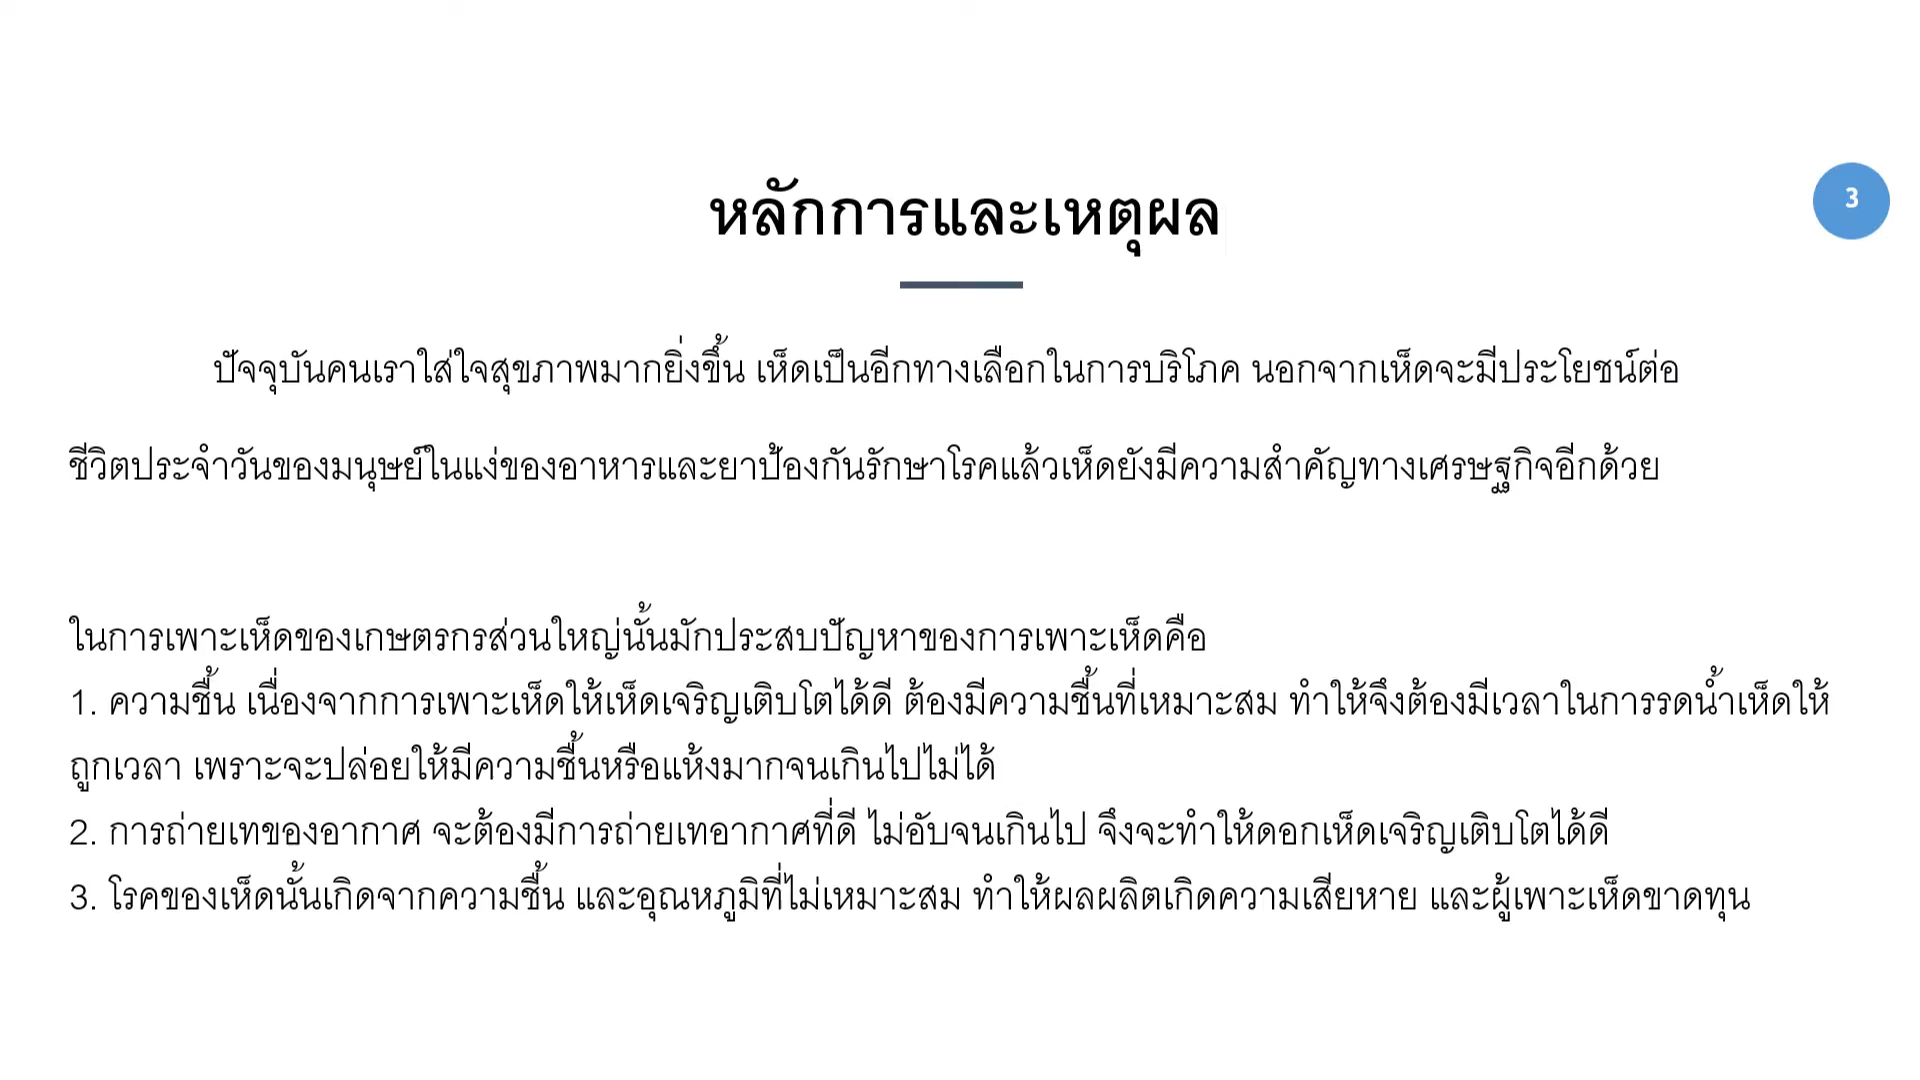 หลักการและเหตุผล
3
ปัจจุบันคนเราใส่ใจสุขภาพมากยิ่งขึ้น เห็ดเป็นอีกทางเลือกในการบริโภค นอกจากเห็ดจะมีประโยชน์ต่อ
ชีวิตประจำวันของมนุษย์ในแง่ของอาหารและยาป้องกันรักษาโรคแล้วเห็ดยังมีความสำคัญทางเศรษฐกิจอีกด้วย
ในการเพาะเห็ดของเกษตรกรส่วนใหญ่นั้นมักประสบปัญหาของการเพาะเห็ดคือ
1. ความชื้น เนื่องจากการเพาะเห็ดให้เห็ดเจริญเติบโตได้ดี ต้องมีความชื้นที่เหมาะสม ทำให้จึงต้องมีเวลาในการรดน้ำเห็ดให้
ถูกเวลา เพราะจะปล่อยให้มีความชื้นหรือแห้งมากจนเกินไปไม่ได้
2. การถ่ายเทของอากาศ จะต้องมีการถ่ายเทอากาศที่ดี ไม่อับจนเกินไป จึงจะทำให้ดอกเห็ดเจริญเติบโตได้ดี
3. โรคของเห็ดนั้นเกิดจากความชื้น และอุณหภูมิที่ไม่เหมาะสม ทำให้ผลผลิตเกิดความเสียหาย และผู้เพาะเห็ดขาดทุน